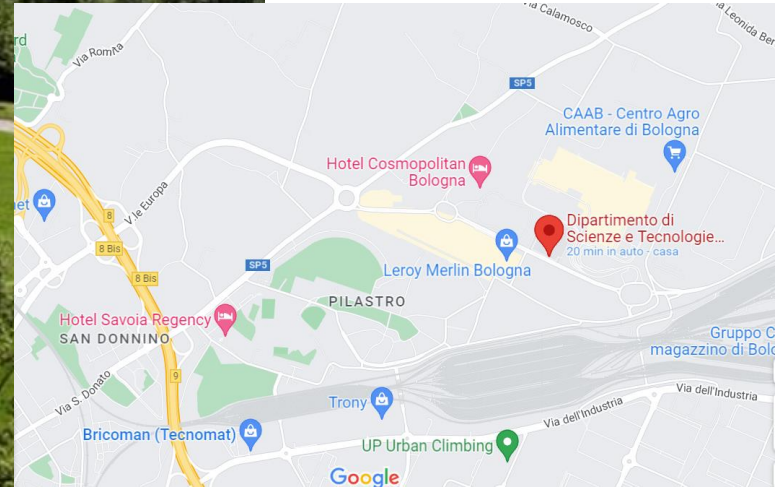 Via Calamosco
Via Leonida Ber
rd
Via Romita
SP5
CAAB - Centro Agro
Alimentare di Bologna
Hotel Cosmopolitan
Bologna
et
V.le Europa
8
8 Bis
8 Bis
Dipartimento di
Scienze e Tecnologie...
20 min in auto - casa
SP5
Leroy Merlin Bologna
PILASTRO
Hotel Savoia Regency
SAN DONNINO
Gruppo C
magazzino di Bolo
9
Via S. Donato
Trony
Via dell'Industria
Via dell'Industria
Bricoman (Tecnomat)
UP Urban Climbing
Google